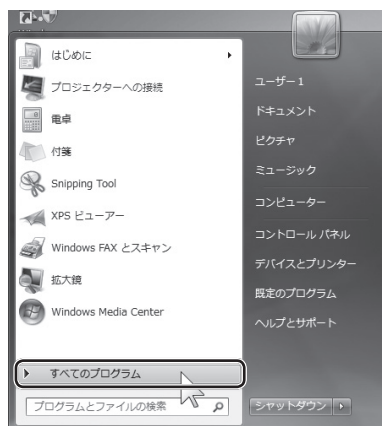 はじめに
プロジェクターへの接続
電卓
付箋
Snipping Tool
XPS ビューアー
Windows FAX とスキャン
拡大鏡
Windows Media Center
すべてのプログラム
プログラムとファイルの検索
ユーザー1
ドキュメント
ピクチャ
ミュージック
コンピューター
コントロール パネル
デバイスとプリンター
既定のプログラム
ヘルプとサポート
シャットダウン